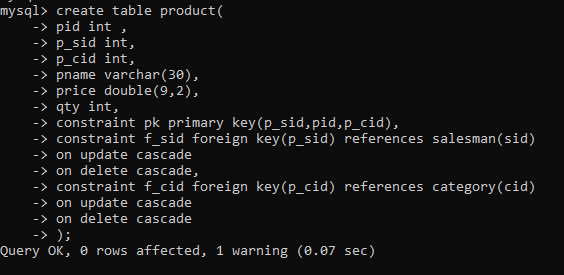 mysql> create table product(
    -> pid int ,
    -> p_sid int,
    -> p_cid int,
    -> pname varchar(30),
    -> price double(9,2),
    -> qty int,
    -> constraint pk primary key(p_sid,pid,p_cid),
    -> constraint f_sid foreign key(p_sid) references salesman(sid)
    -> on update cascade
    -> on delete cascade,
    -> constraint f_cid foreign key(p_cid) references category(cid)
    -> on update cascade
    -> on delete cascade
    -> );
Query OK, 0 rows affected, 1 warning (0.07 sec)